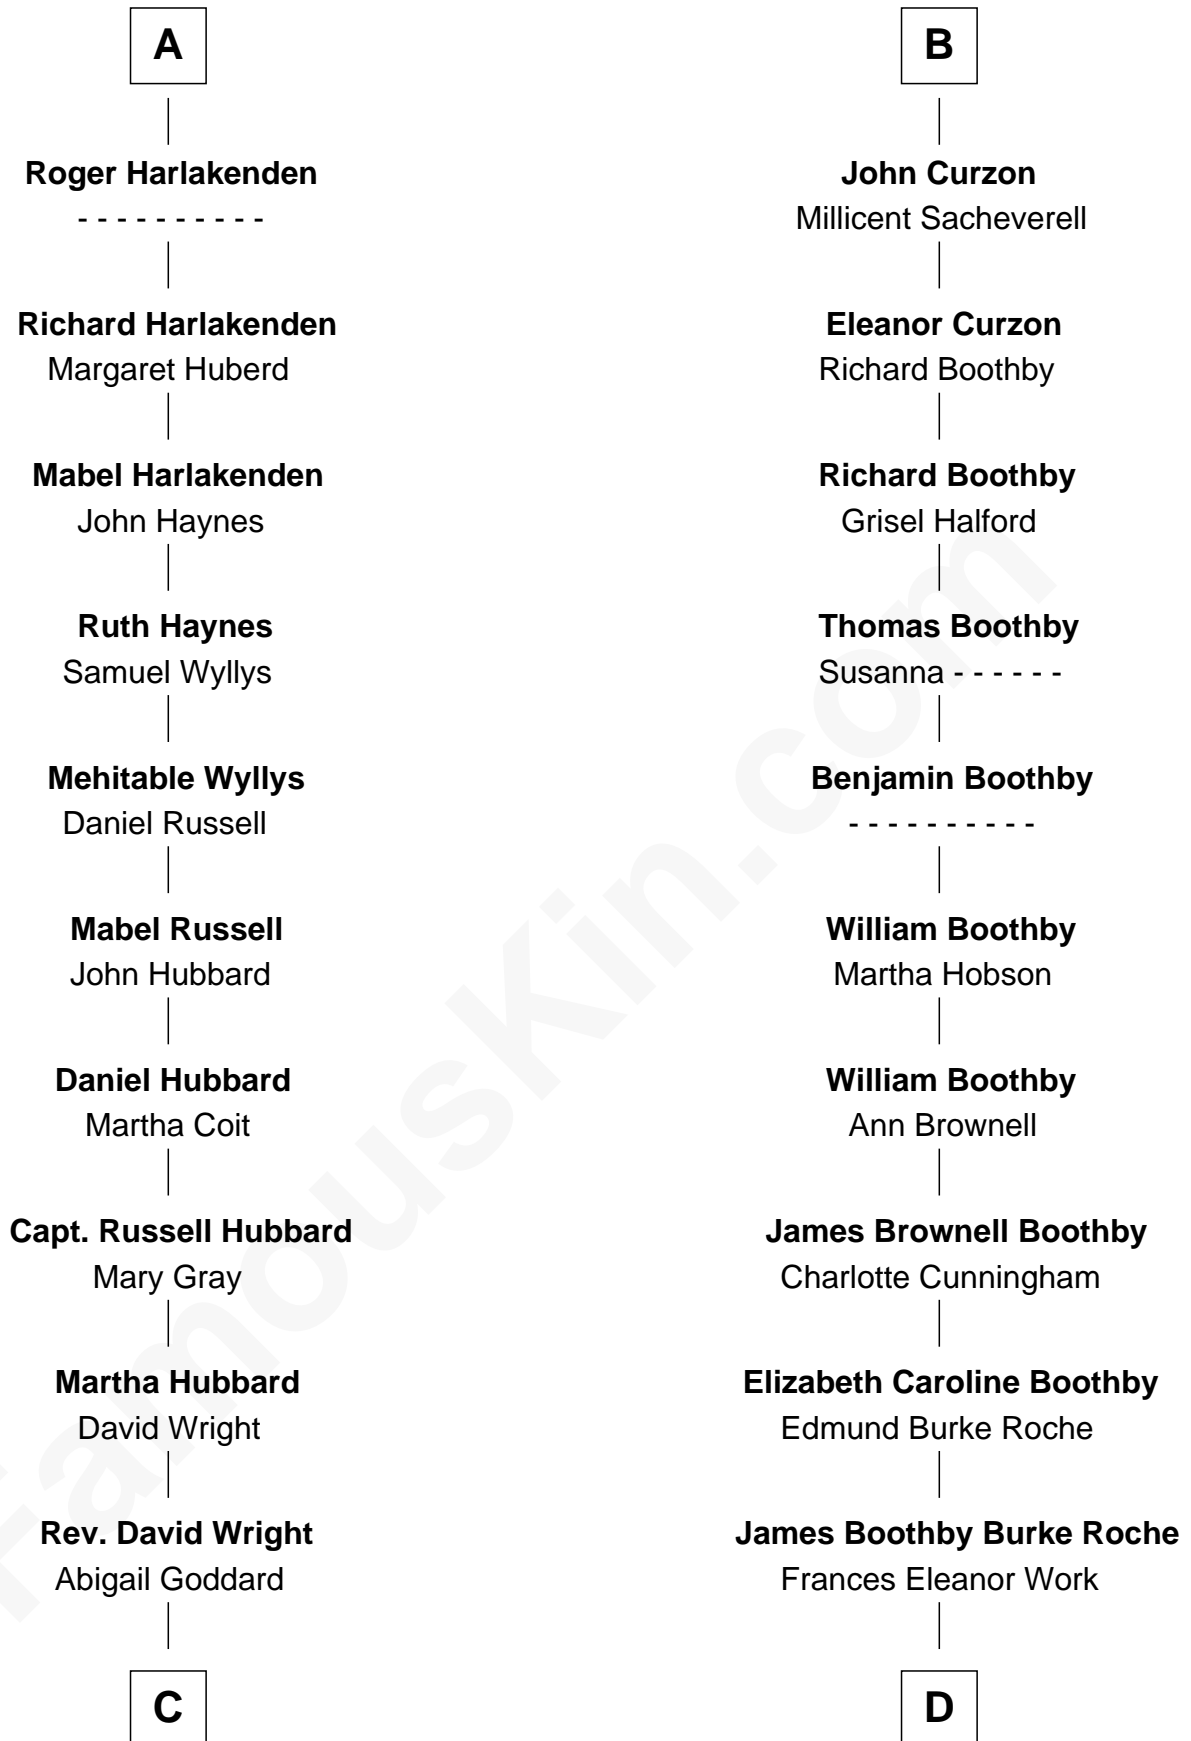 A
Roger Harlakenden
- - - - - - - - - -
Richard Harlakenden
Margaret Huberd
Mabel Harlakenden
John Haynes
Ruth Haynes
Samuel Wyllys
Mehitable Wyllys
Daniel Russell
Mabel Russell
John Hubbard
Daniel Hubbard
Martha Coit
Capt. Russell Hubbard
Mary Gray
Martha Hubbard
David Wright
Rev. David Wright
Abigail Goddard
C
B
John Curzon
Millicent Sacheverell
Eleanor Curzon
Richard Boothby
Richard Boothby
Grisel Halford
Thomas Boothby
Susanna - - - - - -
Benjamin Boothby
- - - - - - - - - -
William Boothby
Martha Hobson
William Boothby
Ann Brownell
James Brownell Boothby
Charlotte Cunningham
Elizabeth Caroline Boothby
Edmund Burke Roche
James Boothby Burke Roche
Frances Eleanor Work
D
FamousKin.com